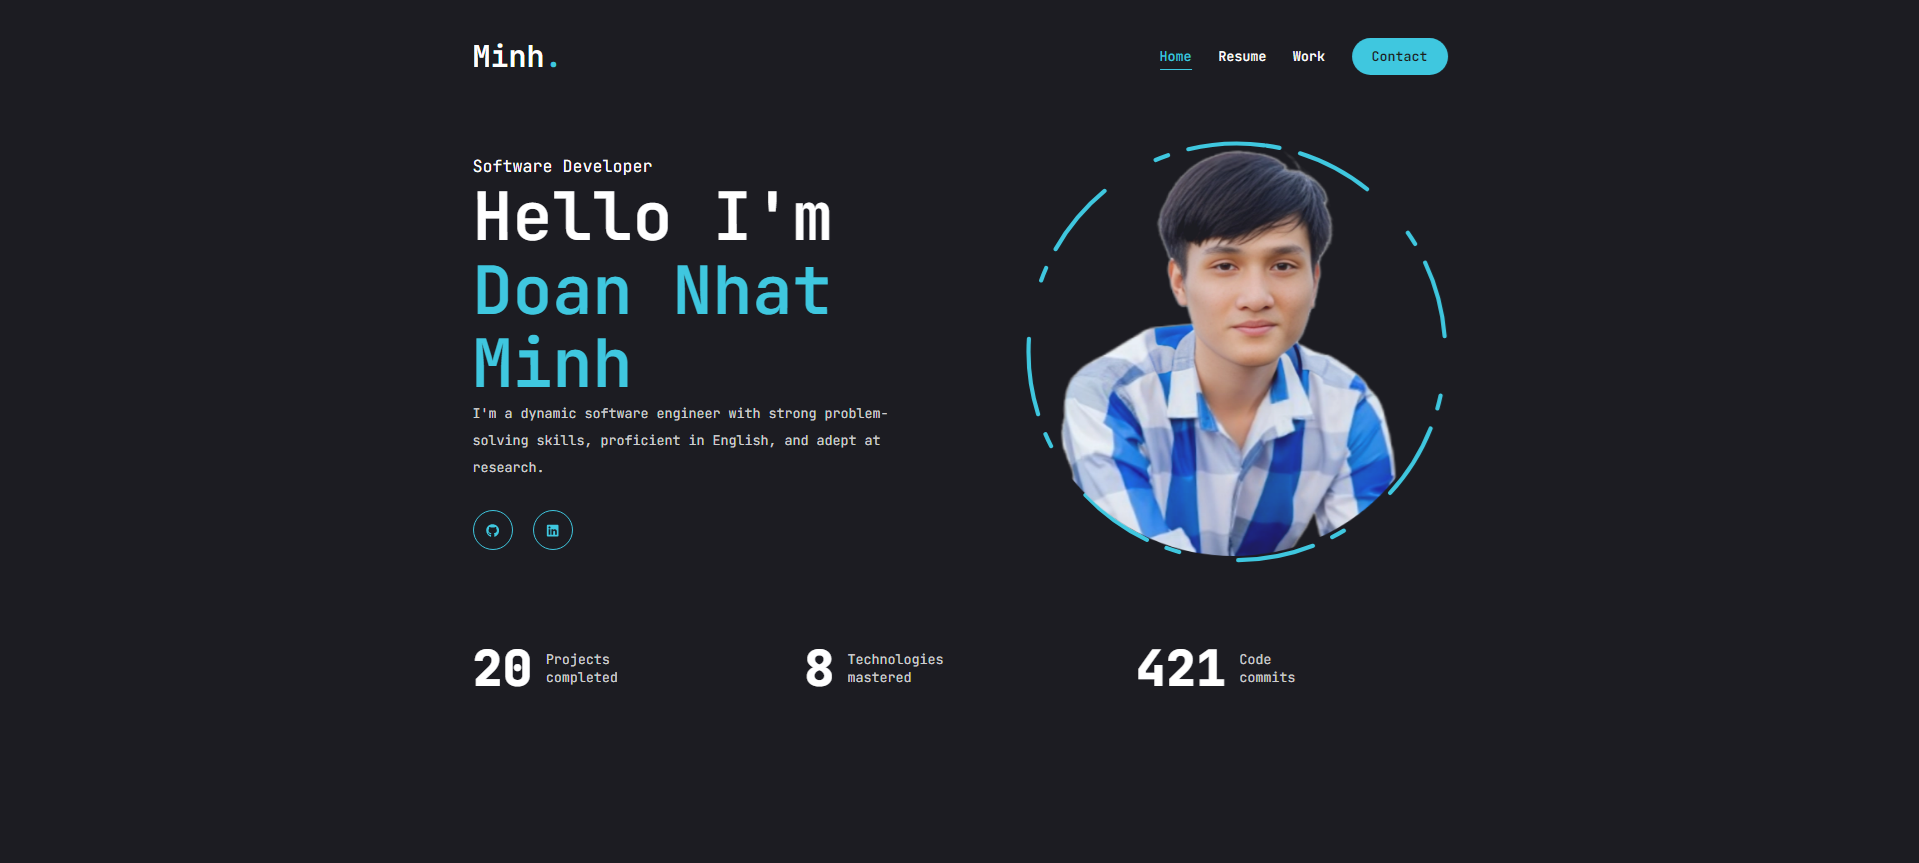 Minh.
Home Resume Work Contact
Software Developer
Hello I'm
Doan Nhat
Minh
I'm a dynamic software engineer with strong problem-
solving skills, proficient in English, and adept at
research.
20 Projects
completed
8 Technologies
mastered
421 Code
commits